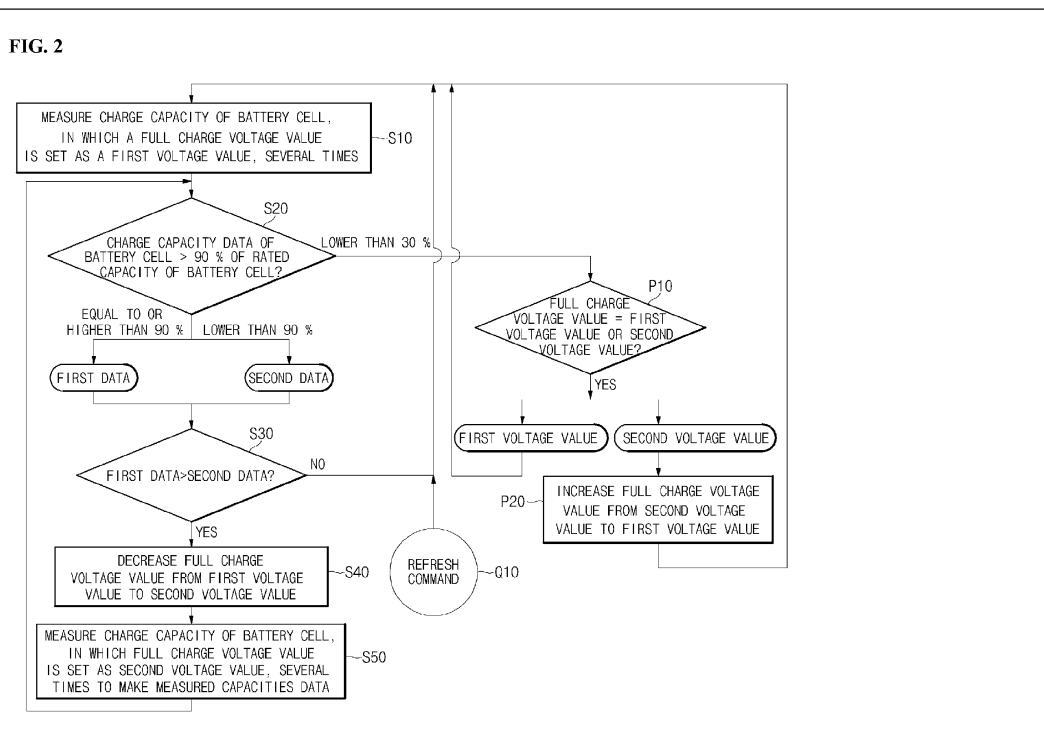 FIG. 2
MEASURE CHARGE CAPACITY OF BATTERY CELL,
IN WHICH A FULL CHARGE VOLTAGE VALUE
IS SET AS A FIRST VOLTAGE VALUE, SEVERAL TIMES
S10
S20
CHARGE CAPACITY DATA OF
BATTERY CELL > 90 % OF RATED
CAPACITY OF BATTERY CELL?
LOWER THAN 30 %
EQUAL TO OR
HIGHER THAN 90 %
LOWER THAN 90 %
FIRST DATA
SECOND DATA
S30
FIRST DATA>SECOND DATA?
NO
YES
DECREASE FULL CHARGE
VOLTAGE VALUE FROM FIRST VOLTAGE
VALUE TO SECOND VOLTAGE VALUE
S40
MEASURE CHARGE CAPACITY OF BATTERY CELL,
IN WHICH FULL CHARGE VOLTAGE VALUE
IS SET AS SECOND VOLTAGE VALUE, SEVERAL
TIMES TO MAKE MEASURED CAPACITIES DATA
S50
REFRESH
COMMAND
Q10
P10
FULL CHARGE
VOLTAGE VALUE = FIRST
VOLTAGE VALUE OR SECOND
VOLTAGE VALUE?
YES
FIRST VOLTAGE VALUE
SECOND VOLTAGE VALUE
P20
INCREASE FULL CHARGE VOLTAGE
VALUE FROM SECOND VOLTAGE
VALUE TO FIRST VOLTAGE VALUE